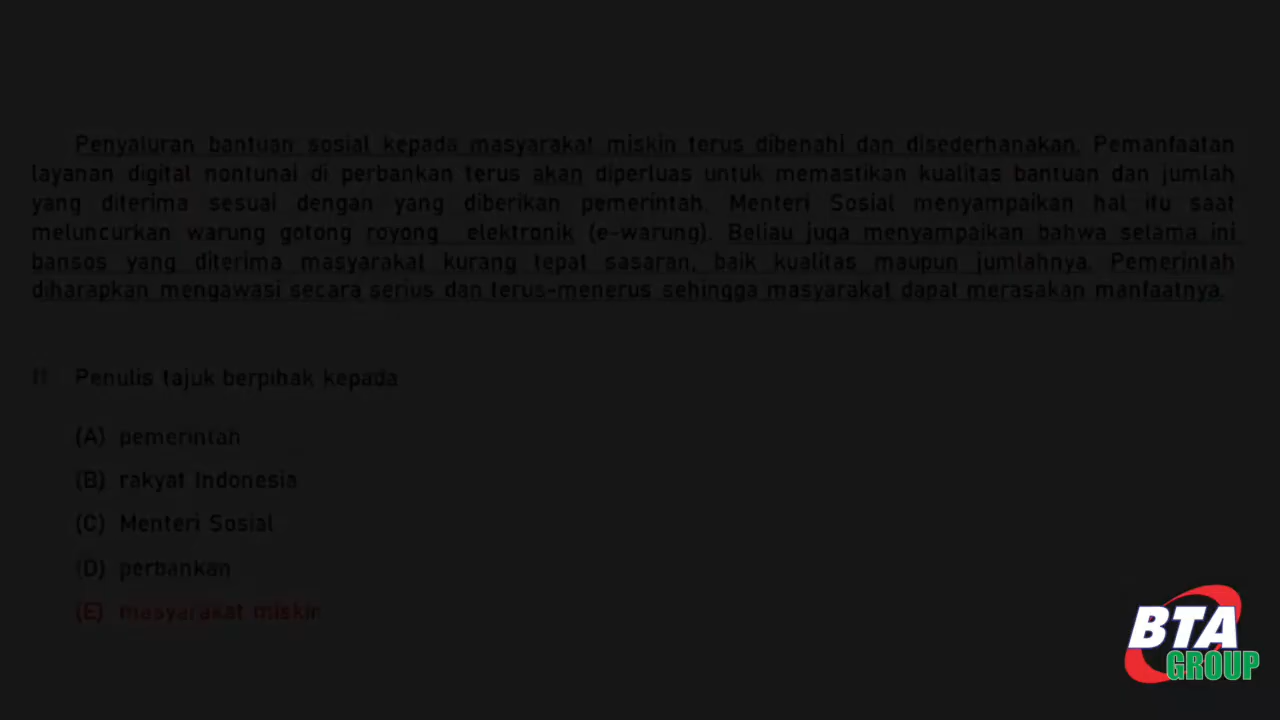 Penyaluran bantuan sosial kepada masyarakat miskin terus dibenahi dan disederhanakan. Pemanfaatan
layanan digital nontunai di perbankan terus akan diperluas untuk memastikan kualitas bantuan dan jumlah
yang diterima sesuai dengan yang diberikan pemerintah. Menteri Sosial menyampaikan hal itu saat
meluncurkan warung gotong royong elektronik (e-warung). Beliau juga menyampaikan bahwa selama ini
bansos yang diterima masyarakat kurang tepat sasaran, baik kualitas maupun jumlahnya. Pemerintah
diharapkan mengawasi secara serius dan terus-menerus sehingga masyarakat dapat merasakan manfaatnya.
Penulis tajuk berpihak kepada
(A) pemerintah
(B) rakyat Indonesia
(C) Menteri Sosial
(D) perbankan
(E) masyarakat miskin
BTA
GROUP